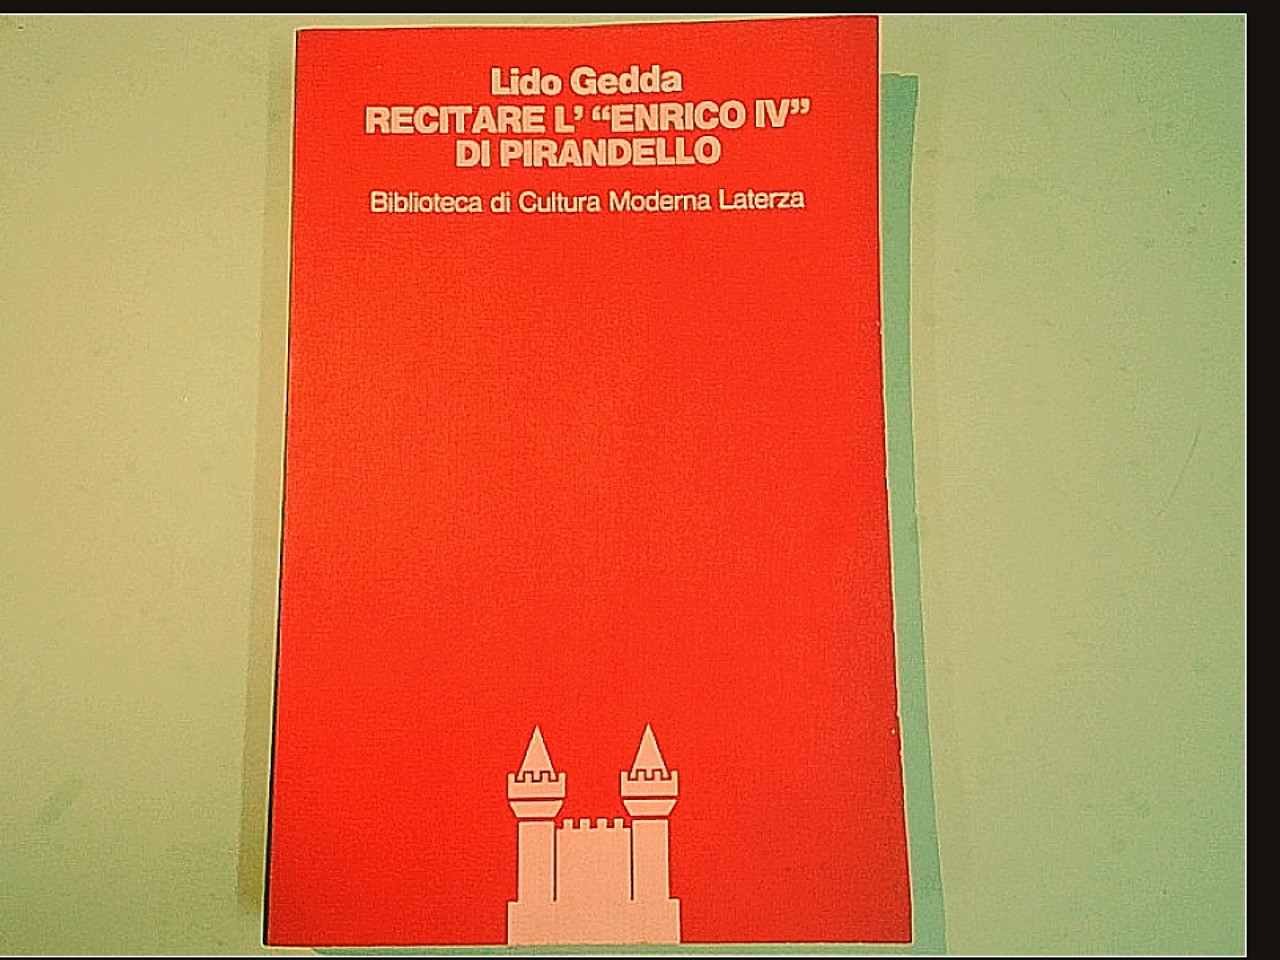 Lido Gedda
RECITARE L' “ENRICO IV”
DI PIRANDELLO
Biblioteca di Cultura Moderna Laterza